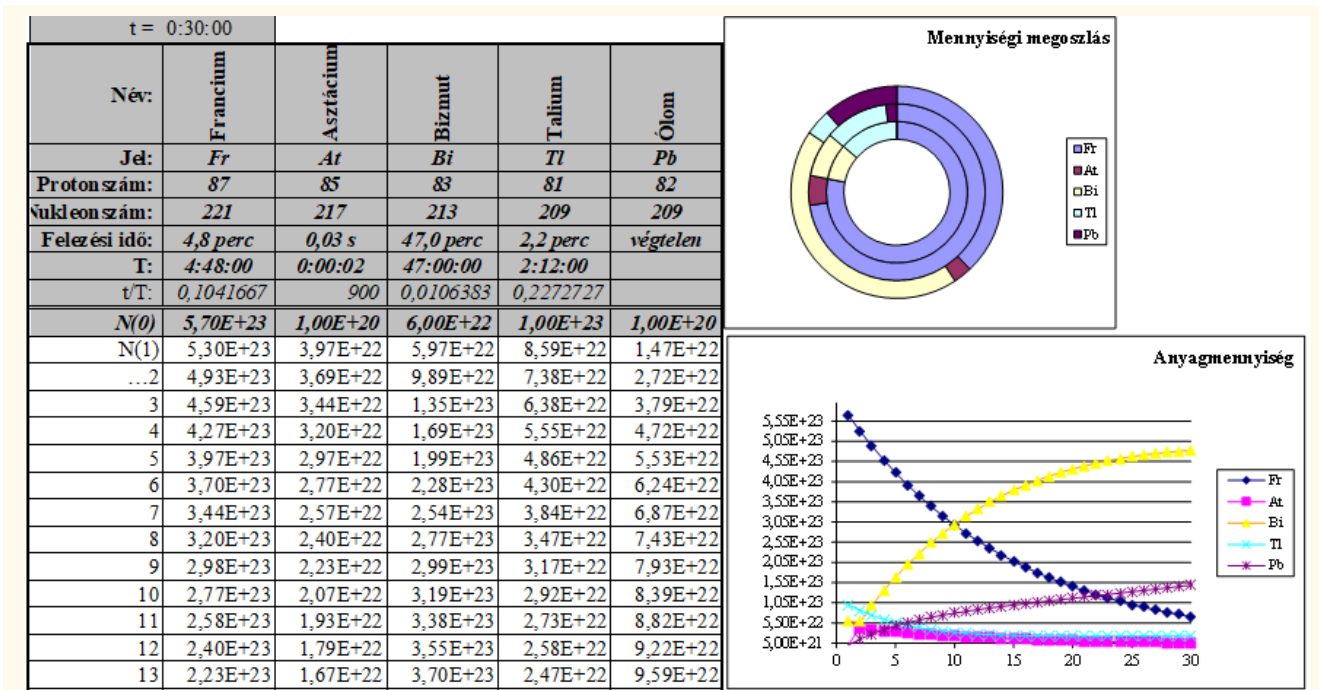 t = 0:30:00
Név: Francium Asztácium Bizmut Talium Ólom
Jel: Fr At Bi Tl Pb
Protonszám: 87 85 83 81 82
Nukleonszám: 221 217 213 209 209
Felezési idő: 4,8 perc 0,03 s 47,0 perc 2,2 perc végtelen
T: 4:48:00 0:00:02 47:00:00 2:12:00
t/T: 0,1041667 900 0,0106383 0,2272727
N(0) 5,70E+23 1,00E+20 6,00E+22 1,00E+23 1,00E+20
N(1) 5,30E+23 3,97E+22 5,97E+22 8,59E+22 1,47E+22
...2 4,93E+23 3,69E+22 9,89E+22 7,38E+22 2,72E+22
3 4,59E+23 3,44E+22 1,35E+23 6,38E+22 3,79E+22
4 4,27E+23 3,20E+22 1,69E+23 5,55E+22 4,72E+22
5 3,97E+23 2,97E+22 1,99E+23 4,86E+22 5,53E+22
6 3,70E+23 2,77E+22 2,28E+23 4,30E+22 6,24E+22
7 3,44E+23 2,57E+22 2,54E+23 3,84E+22 6,87E+22
8 3,20E+23 2,40E+22 2,77E+23 3,47E+22 7,43E+22
9 2,98E+23 2,23E+22 2,99E+23 3,17E+22 7,93E+22
10 2,77E+23 2,07E+22 3,19E+23 2,92E+22 8,39E+22
11 2,58E+23 1,93E+22 3,38E+23 2,73E+22 8,82E+22
12 2,40E+23 1,79E+22 3,55E+23 2,58E+22 9,22E+22
13 2,23E+23 1,67E+22 3,70E+23 2,47E+22 9,59E+22
Mennyiségi megoszlás
Fr
At
Bi
Tl
Pb
Anyagmennyiség
5,55E+23
5,05E+23
4,55E+23
4,05E+23
3,55E+23
3,05E+23
2,55E+23
2,05E+23
1,55E+23
1,05E+23
5,50E+22
5,00E+21
0 5 10 15 20 25 30
Fr
At
Bi
Tl
Pb